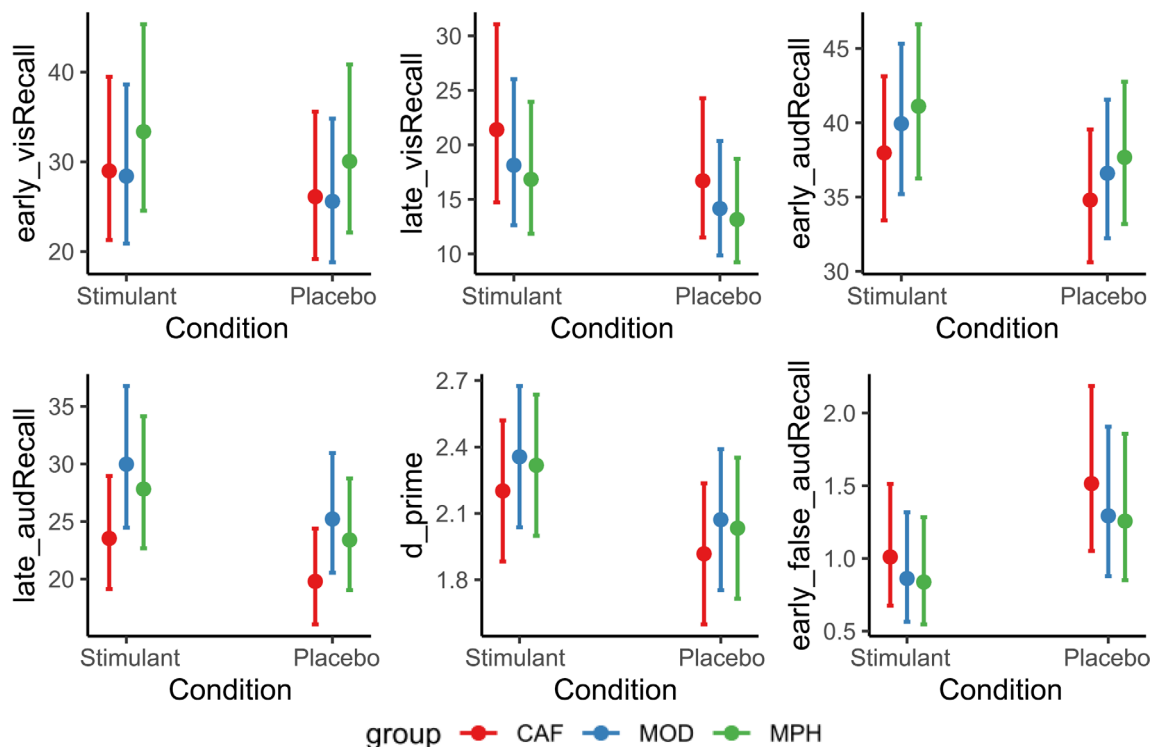 early_visRecall
40
30
20
Stimulant Placebo
Condition
late_visRecall
30
25
20
15
10
Stimulant Placebo
Condition
early_audRecall
45
40
35
30
Stimulant Placebo
Condition
late_audRecall
35
30
25
20
Stimulant Placebo
Condition
d_prime
2.7
2.4
2.1
1.8
Stimulant Placebo
Condition
early_false_audRecall
2.0
1.5
1.0
0.5
Stimulant Placebo
Condition
group CAF MOD MPH